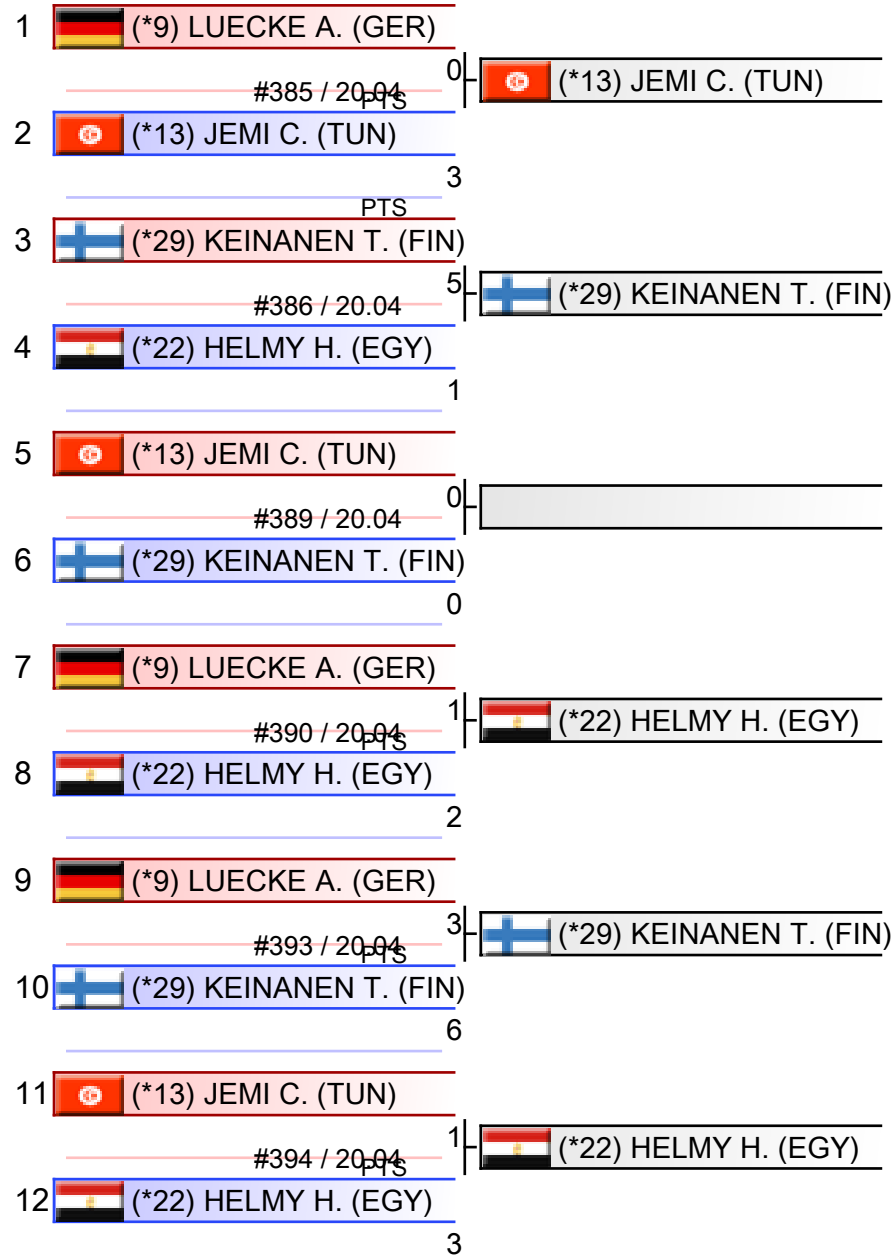 1 (*9) LUECKE A. (GER)
0 (*13) JEMI C. (TUN)
#385 / 20.04 PTS
2 (*13) JEMI C. (TUN)
3
PTS
3 (*29) KEINANEN T. (FIN)
5 (*29) KEINANEN T. (FIN)
#386 / 20.04
4 (*22) HELMY H. (EGY)
1
5 (*13) JEMI C. (TUN)
0
#389 / 20.04
6 (*29) KEINANEN T. (FIN)
0
7 (*9) LUECKE A. (GER)
1 (*22) HELMY H. (EGY)
#390 / 20.04 PTS
8 (*22) HELMY H. (EGY)
2
9 (*9) LUECKE A. (GER)
3 (*29) KEINANEN T. (FIN)
#393 / 20.04 PTS
10 (*29) KEINANEN T. (FIN)
6
11 (*13) JEMI C. (TUN)
1 (*22) HELMY H. (EGY)
#394 / 20.04 PTS
12 (*22) HELMY H. (EGY)
3